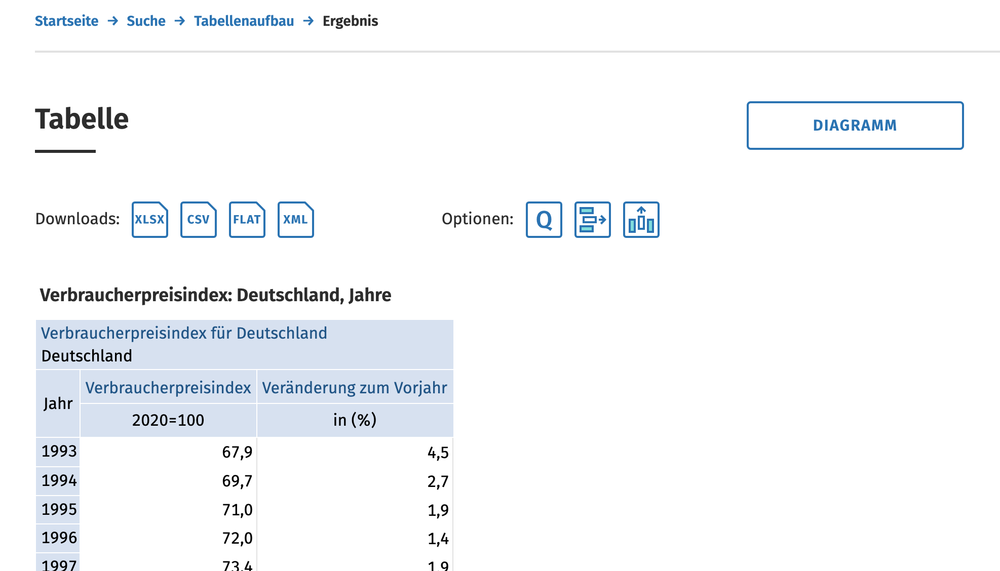 Startseite → Suche → Tabellenaufbau → Ergebnis
Tabelle
DIAGRAMM
Downloads: XLSX CSV FLAT XML Optionen: Q
Verbraucherpreisindex: Deutschland, Jahre
Verbraucherpreisindex für Deutschland
Deutschland
Jahr Verbraucherpreisindex Veränderung zum Vorjahr
2020=100 in (%)
1993 67,9 4,5
1994 69,7 2,7
1995 71,0 1,9
1996 72,0 1,4
1997 73,4 1,9